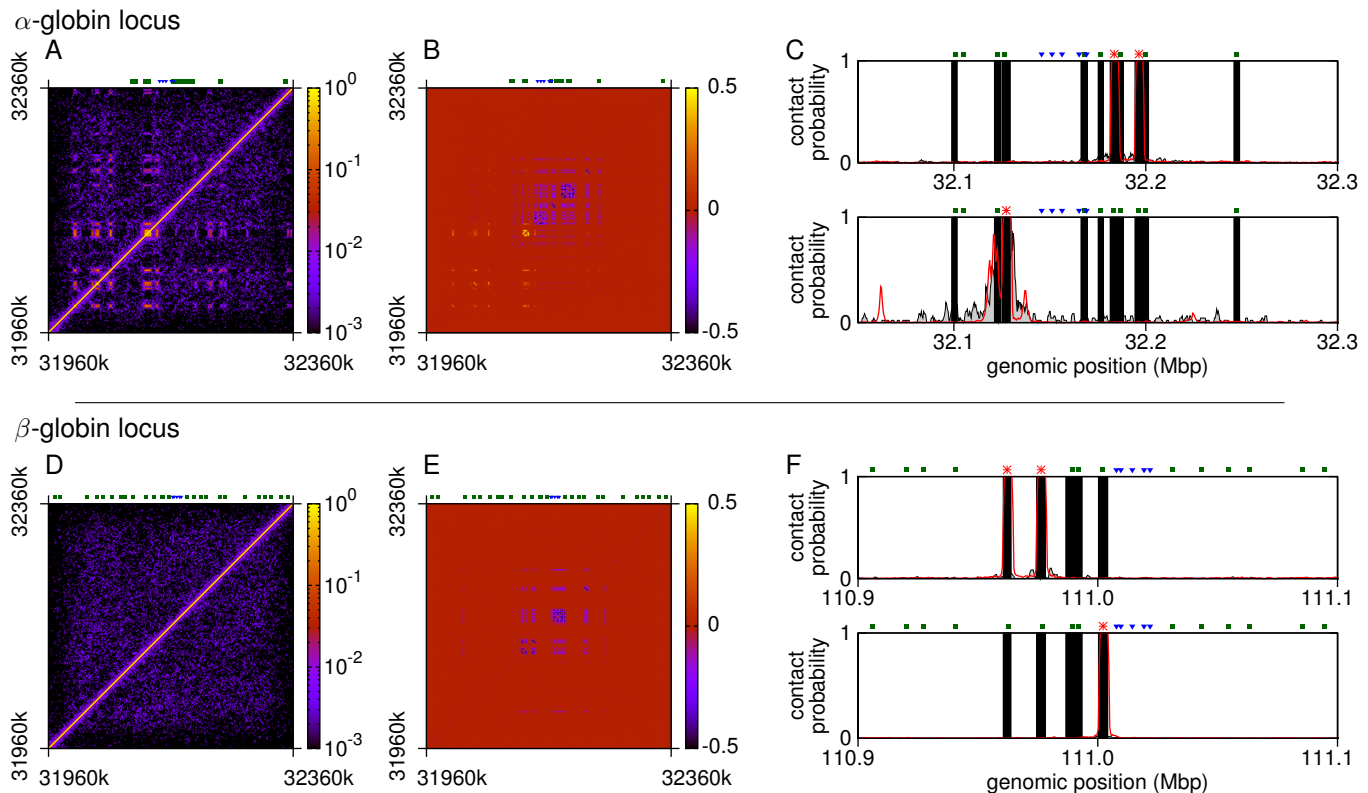 α-globin locus
A
32360k
31960k
31960k
32360k
10^0
10^-1
10^-2
10^-3
B
32360k
31960k
31960k
32360k
0.5
0
-0.5
C
contact probability
1
0
32.1
32.2
32.3
contact probability
1
0
32.1
32.2
32.3
genomic position (Mbp)
β-globin locus
D
32360k
31960k
31960k
32360k
10^0
10^-1
10^-2
10^-3
E
32360k
31960k
31960k
32360k
0.5
0
-0.5
F
contact probability
1
0
110.9
111.0
111.1
contact probability
1
0
110.9
111.0
111.1
genomic position (Mbp)